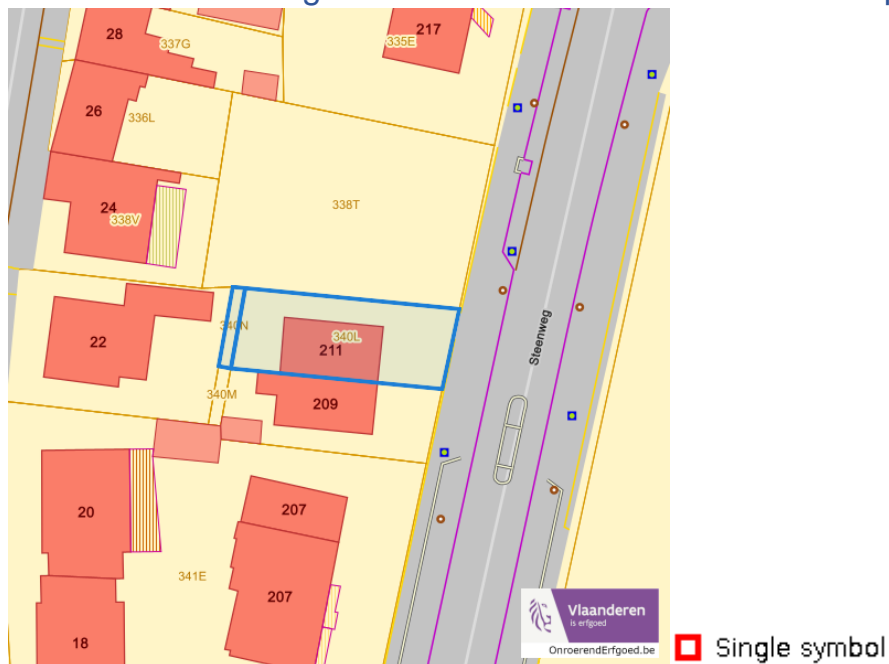 28
337G
335E
217
26
336L
24
338V
338T
340N
340L
22
211
Steenweg
340M
209
20
207
341E
207
18
Vlaanderen
is erfgoed
OnroerendErfgoed.be
Single symbol